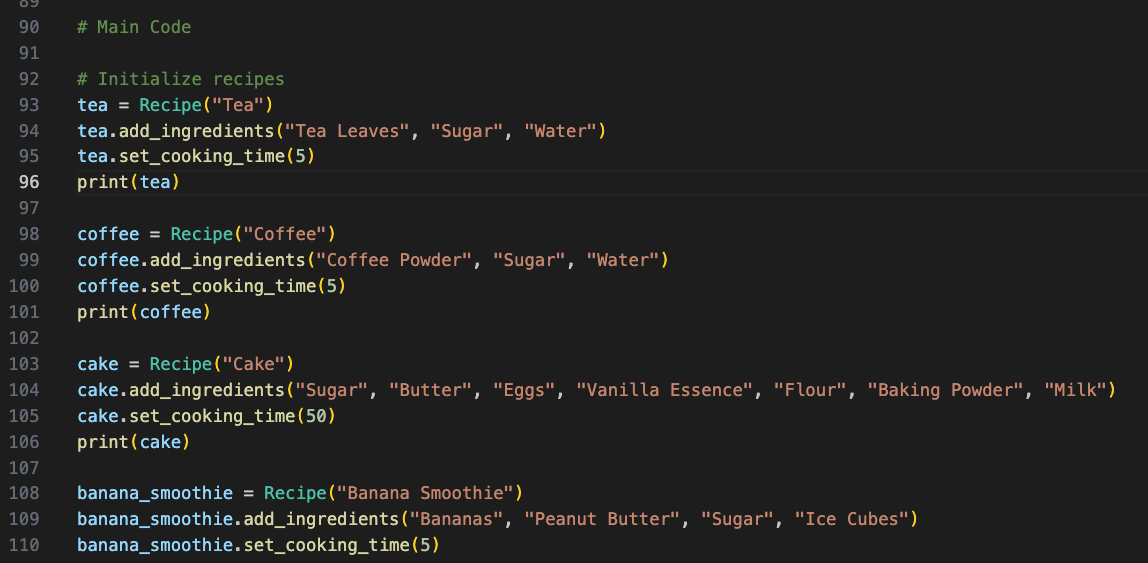 89
90 # Main Code
91
92 # Initialize recipes
93 tea = Recipe("Tea")
94 tea.add_ingredients("Tea Leaves", "Sugar", "Water")
95 tea.set_cooking_time(5)
96 print(tea)
97
98 coffee = Recipe("Coffee")
99 coffee.add_ingredients("Coffee Powder", "Sugar", "Water")
100 coffee.set_cooking_time(5)
101 print(coffee)
102
103 cake = Recipe("Cake")
104 cake.add_ingredients("Sugar", "Butter", "Eggs", "Vanilla Essence", "Flour", "Baking Powder", "Milk")
105 cake.set_cooking_time(50)
106 print(cake)
107
108 banana_smoothie = Recipe("Banana Smoothie")
109 banana_smoothie.add_ingredients("Bananas", "Peanut Butter", "Sugar", "Ice Cubes")
110 banana_smoothie.set_cooking_time(5)